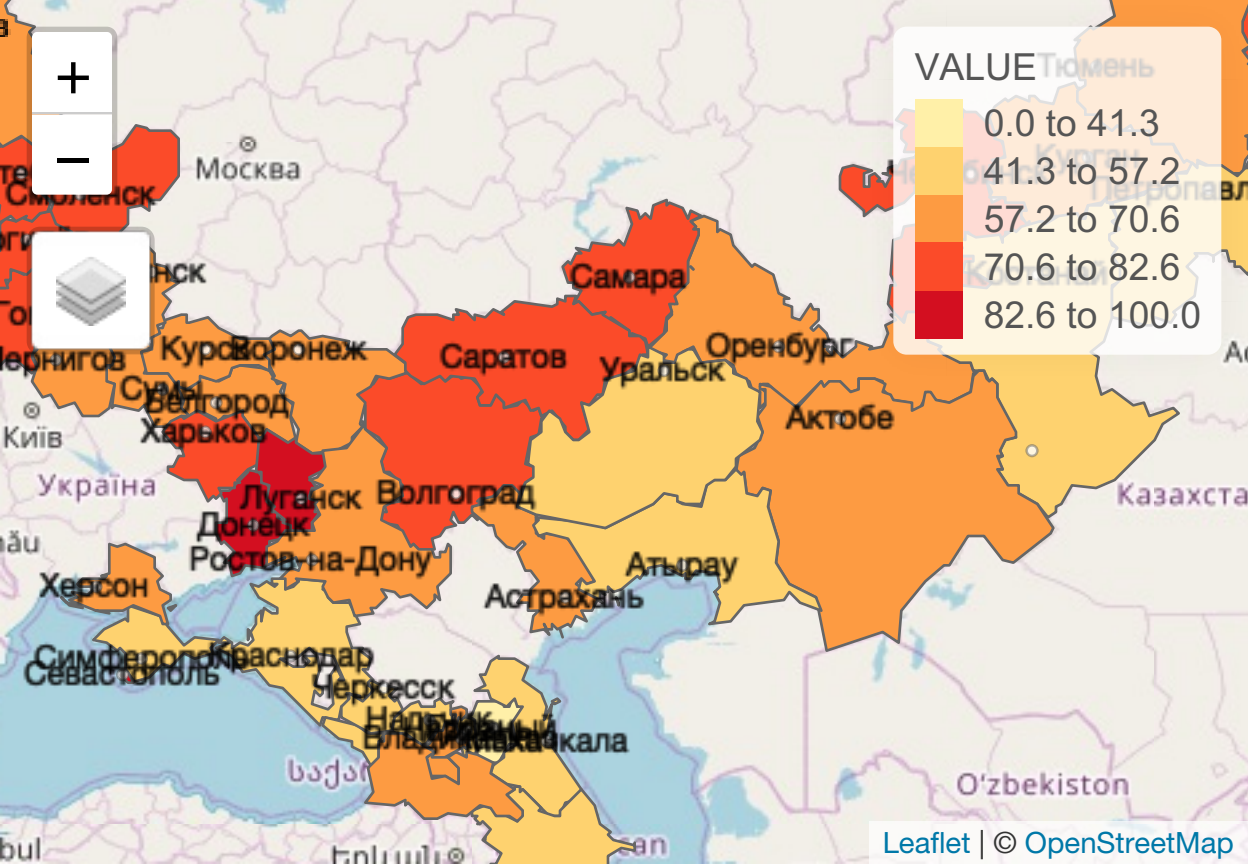 +
−
VALUE
0.0 to 41.3
41.3 to 57.2
57.2 to 70.6
70.6 to 82.6
82.6 to 100.0
Тюмень
Курган
Москва
Смоленск
нск
Костанай
Самара
Чернигов
Курск
Воронеж
Саратов
Уральск
Оренбург
Сумы
Белгород
Київ
Харьков
Актобе
Україна
Луганск
Волгоград
Казахста
Донецк
Ростов-на-Дону
Атырау
Херсон
Астрахань
Симферополь
Краснодар
Севастополь
Черкесск
Нальчик
Махачкала
O‘zbekiston
Leaflet | © OpenStreetMap